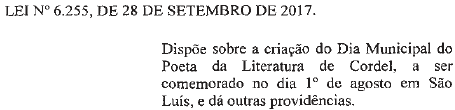 LEI Nº 6.255, DE 28 DE SETEMBRO DE 2017.
Dispõe sobre a criação do Dia Municipal do
Poeta da Literatura de Cordel, a ser
comemorado no dia 1º de agosto em São
Luís, e dá outras providências.